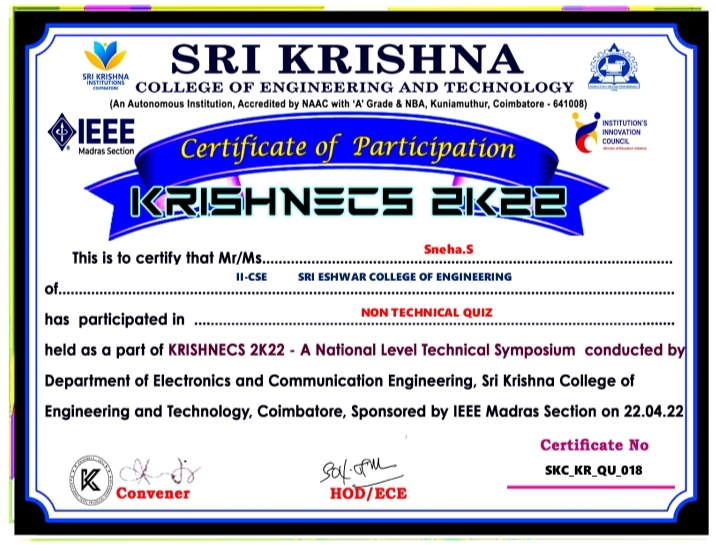 SRI KRISHNA
COLLEGE OF ENGINEERING AND TECHNOLOGY
(An Autonomous Institution, Accredited by NAAC with 'A' Grade & NBA, Kuniamuthur, Coimbatore - 641008)
SRI KRISHNA
INSTITUTIONS
COIMBATORE
IEEE
Madras Section
INSTITUTION'S
INNOVATION
COUNCIL
Certificate of Participation
KRISHNECS 2K22
This is to certify that Mr/Ms. Sneha.S
of II-CSE SRI ESHWAR COLLEGE OF ENGINEERING
has participated in NON TECHNICAL QUIZ
held as a part of KRISHNECS 2K22 - A National Level Technical Symposium conducted by
Department of Electronics and Communication Engineering, Sri Krishna College of
Engineering and Technology, Coimbatore, Sponsored by IEEE Madras Section on 22.04.22
Certificate No
SKC_KR_QU_018
K
Convener
HOD/ECE